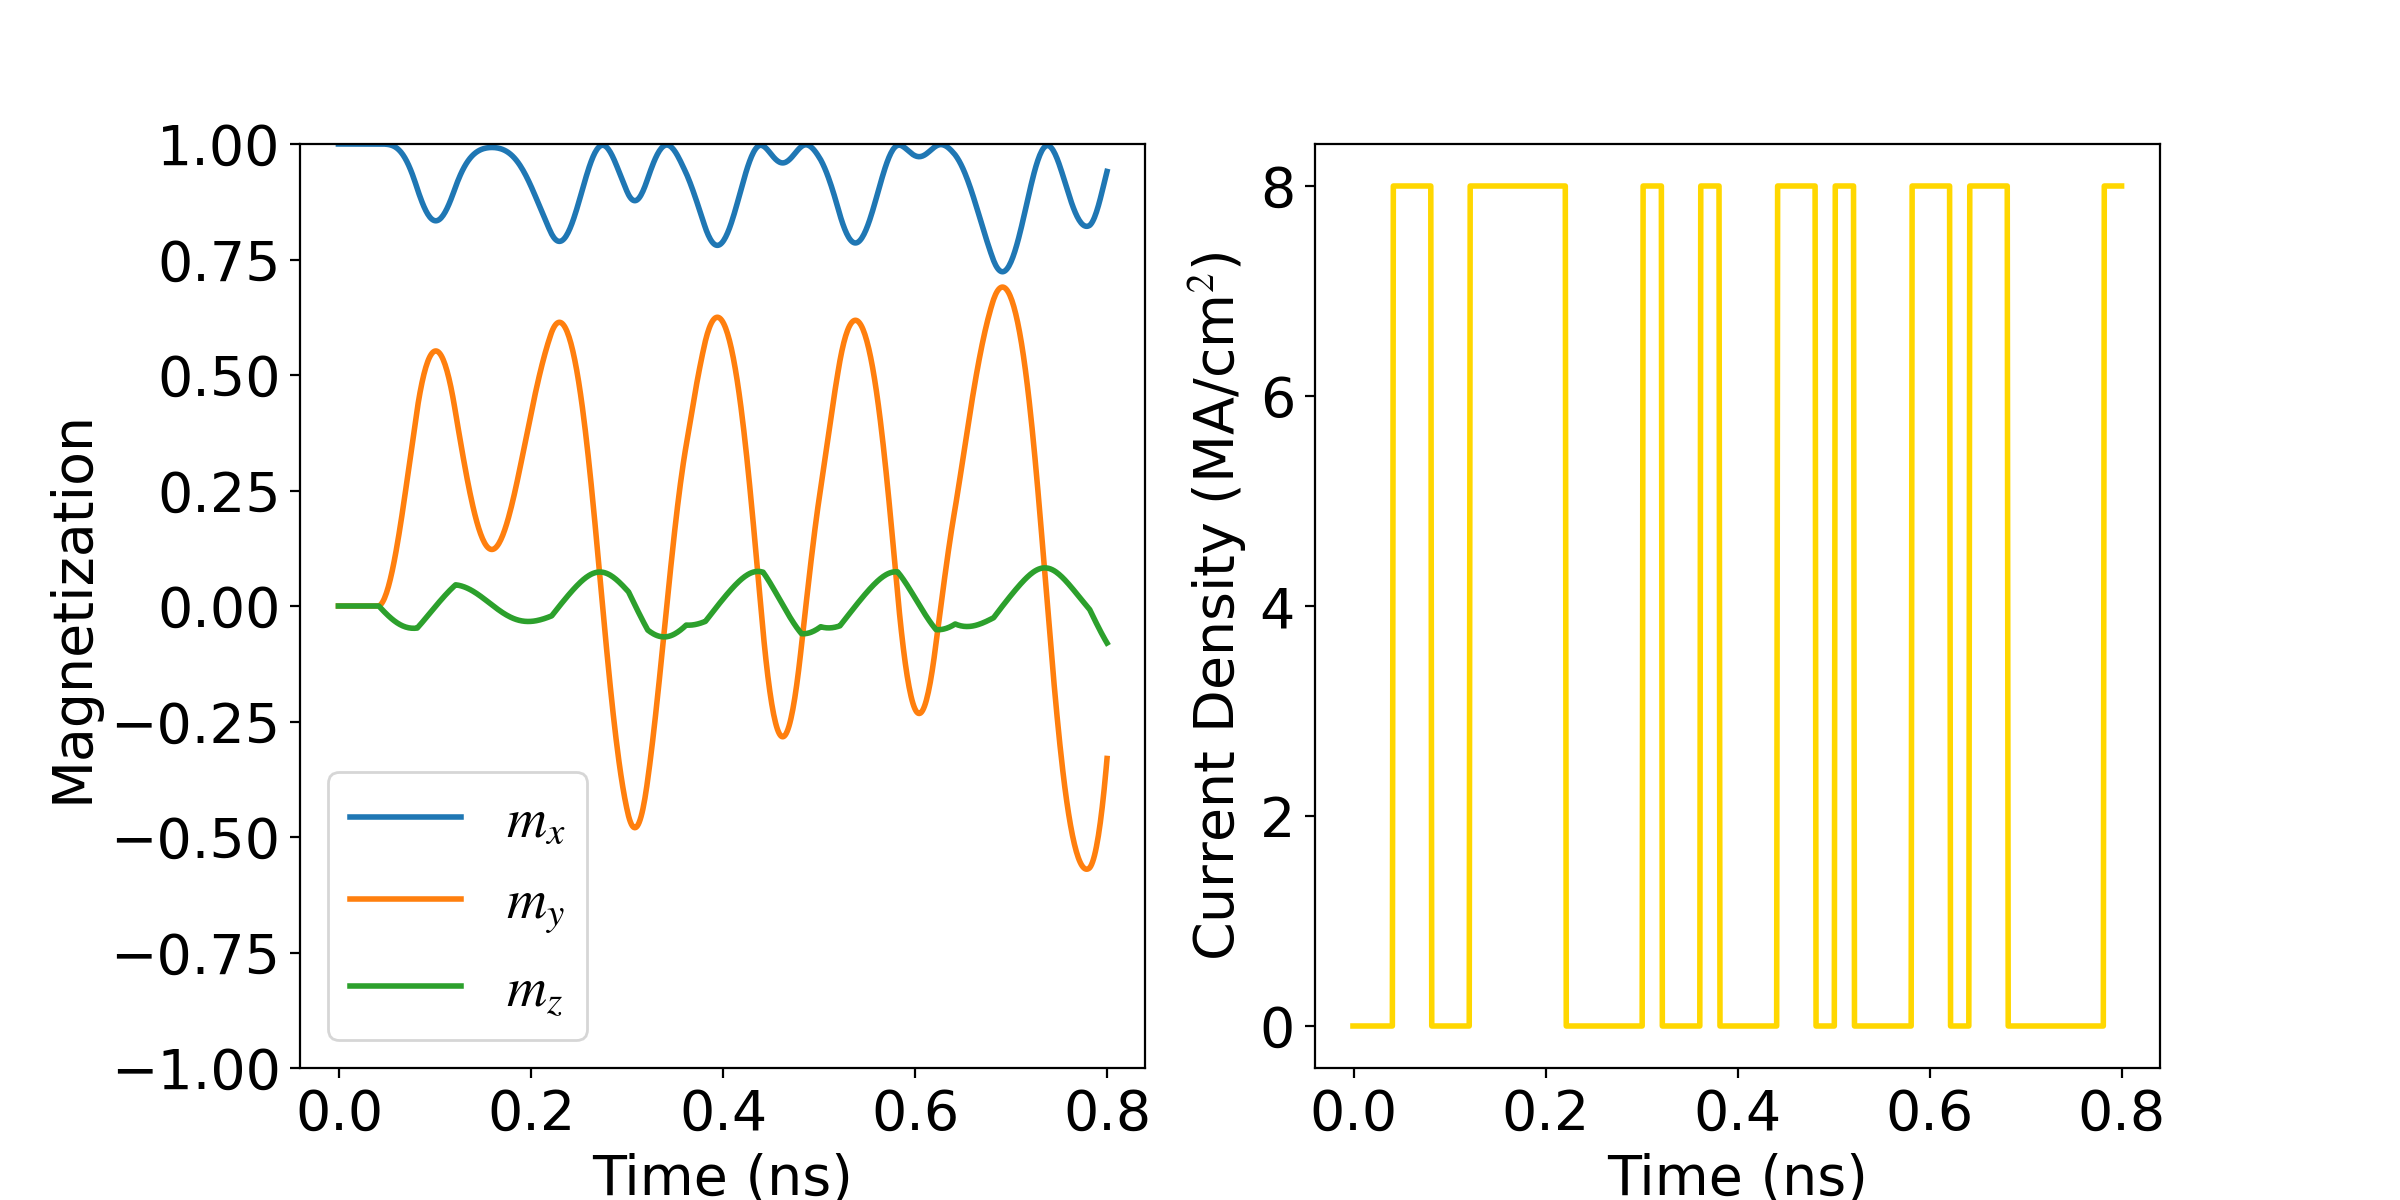 Magnetization
1.00
0.75
0.50
0.25
0.00
−0.25
−0.50
−0.75
−1.00
m_x
m_y
m_z
0.0 0.2 0.4 0.6 0.8
Time (ns)
Current Density (MA/cm²)
8
6
4
2
0
0.0 0.2 0.4 0.6 0.8
Time (ns)